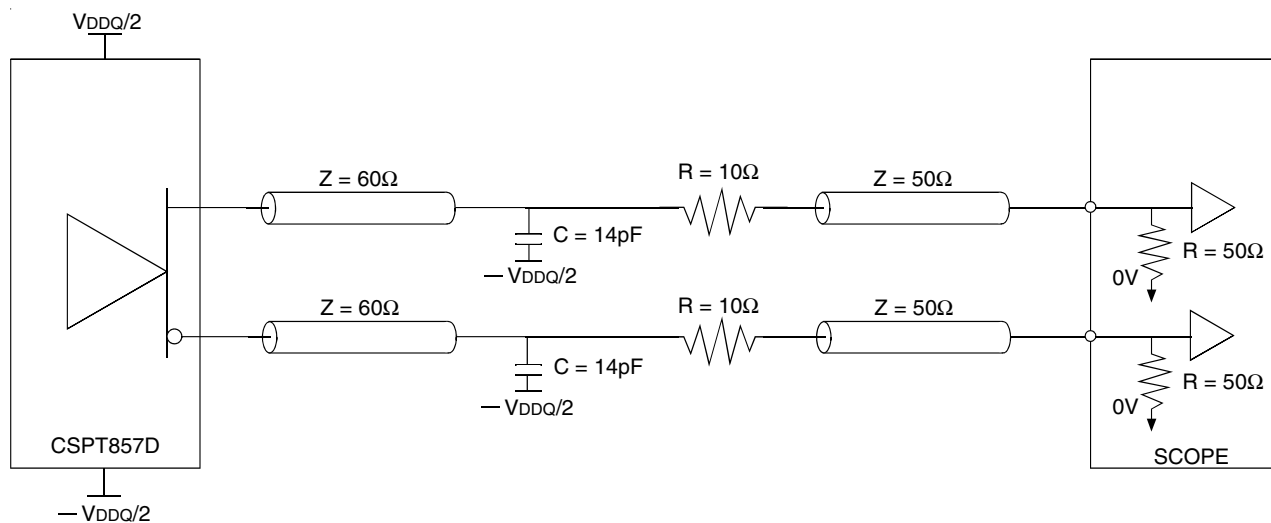 VDDQ/2
Z = 60Ω
R = 10Ω
Z = 50Ω
C = 14pF
— VDDQ/2
R = 50Ω
0V
Z = 60Ω
R = 10Ω
Z = 50Ω
C = 14pF
— VDDQ/2
R = 50Ω
0V
CSPT857D
SCOPE
— VDDQ/2